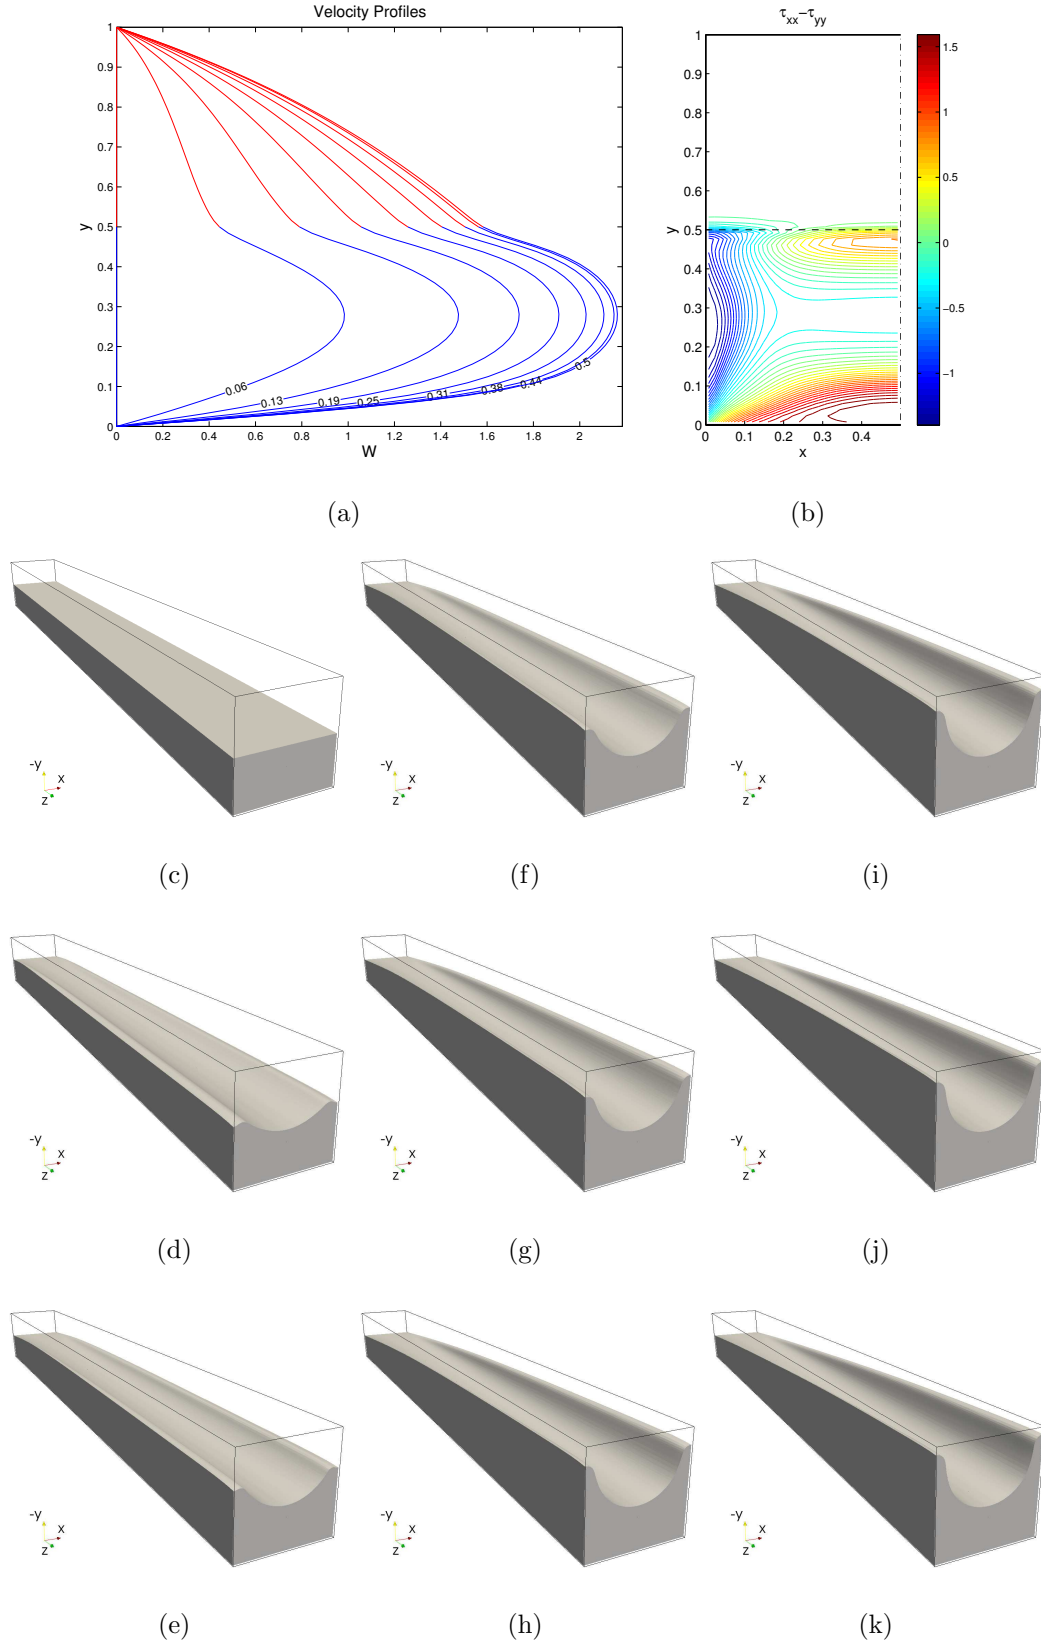 Velocity Profiles
1
0.9
0.8
0.7
0.6
0.5
0.4
0.3
0.2
0.1
0
y
0.06
0.13
0.19
0.25
0.31
0.38
0.44
0.5
0 0.2 0.4 0.6 0.8 1 1.2 1.4 1.6 1.8 2
W
(a)
τxx−τyy
1
0.9
0.8
0.7
0.6
0.5
0.4
0.3
0.2
0.1
0
y
0 0.1 0.2 0.3 0.4
x
1.5
1
0.5
0
−0.5
−1
(b)
-y x
z
-y x
z
-y x
z
(c) (f) (i)
-y x
z
-y x
z
-y x
z
(d) (g) (j)
-y x
z
-y x
z
-y x
z
(e) (h) (k)